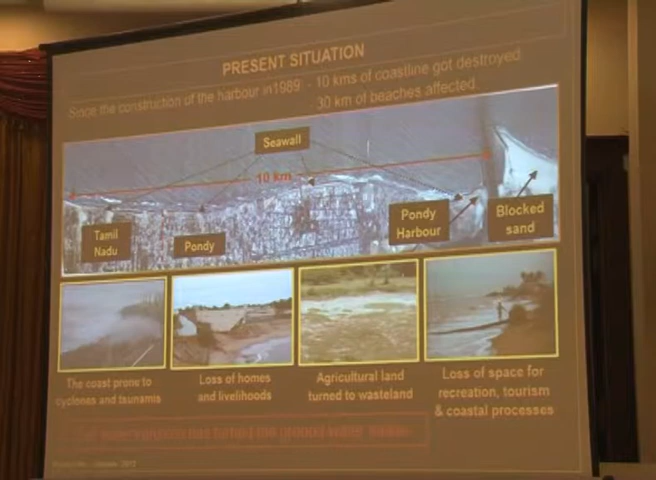 PRESENT SITUATION
Since the construction of the harbour in1989 - 10 kms of coastline got destroyed
30 km of beaches affected
Seawall
10 km
Tamil
Nadu
Pondy
Pondy
Harbour
Blocked
sand
The coast prone to
cyclones and tsunamis
Loss of homes
and livelihoods
Agricultural land
turned to wasteland
Loss of space for
recreation, tourism
& coastal processes